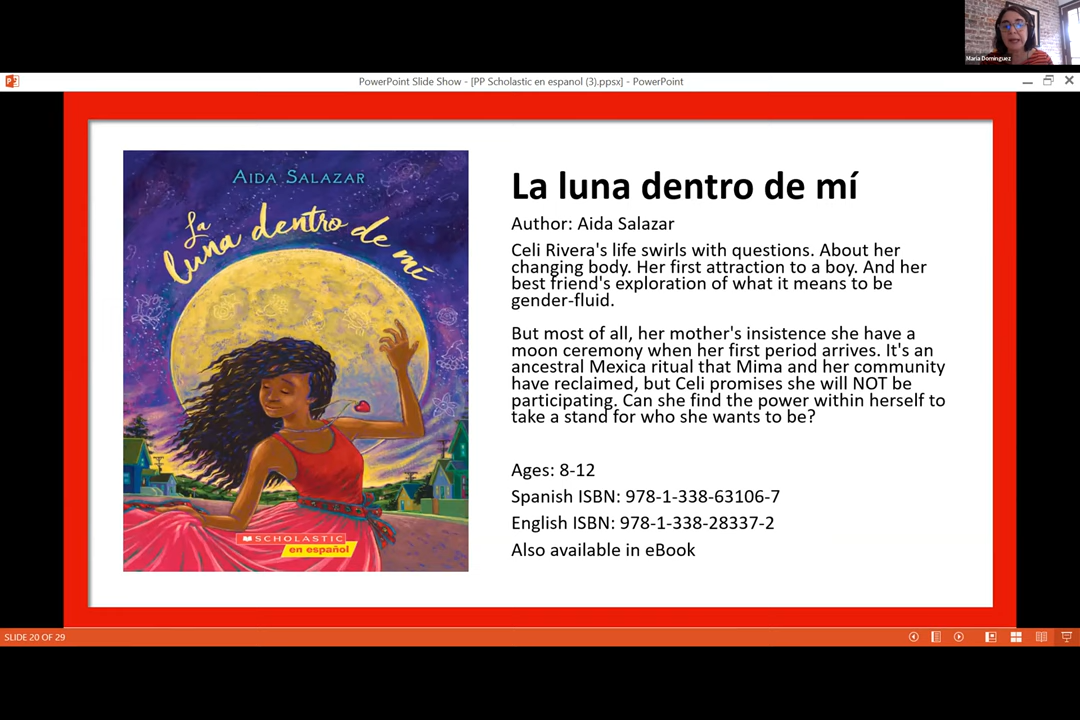 Maria Dominguez
PowerPoint Slide Show - [PP Scholastic en espanol (3).ppsx] - PowerPoint
AIDA SALAZAR
La
luna dentro de mí
SCHOLASTIC
en español
La luna dentro de mí
Author: Aida Salazar
Celi Rivera's life swirls with questions. About her
changing body. Her first attraction to a boy. And her
best friend's exploration of what it means to be
gender-fluid.
But most of all, her mother's insistence she have a
moon ceremony when her first period arrives. It's an
ancestral Mexica ritual that Mima and her community
have reclaimed, but Celi promises she will NOT be
participating. Can she find the power within herself to
take a stand for who she wants to be?
Ages: 8-12
Spanish ISBN: 978-1-338-63106-7
English ISBN: 978-1-338-28337-2
Also available in eBook
SLIDE 20 OF 29